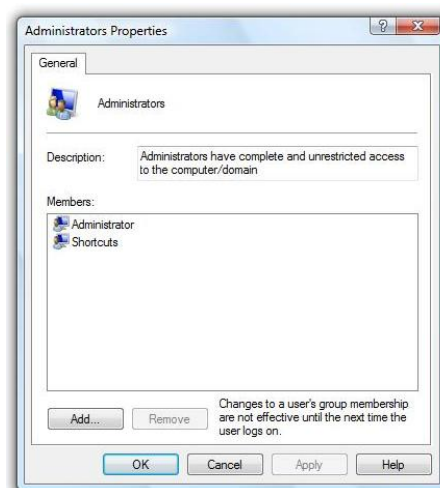 Administrators Properties
General
Administrators
Description:
Administrators have complete and unrestricted access
to the computer/domain
Members:
Administrator
Shortcuts
Add...
Remove
Changes to a user's group membership
are not effective until the next time the
user logs on.
OK
Cancel
Apply
Help